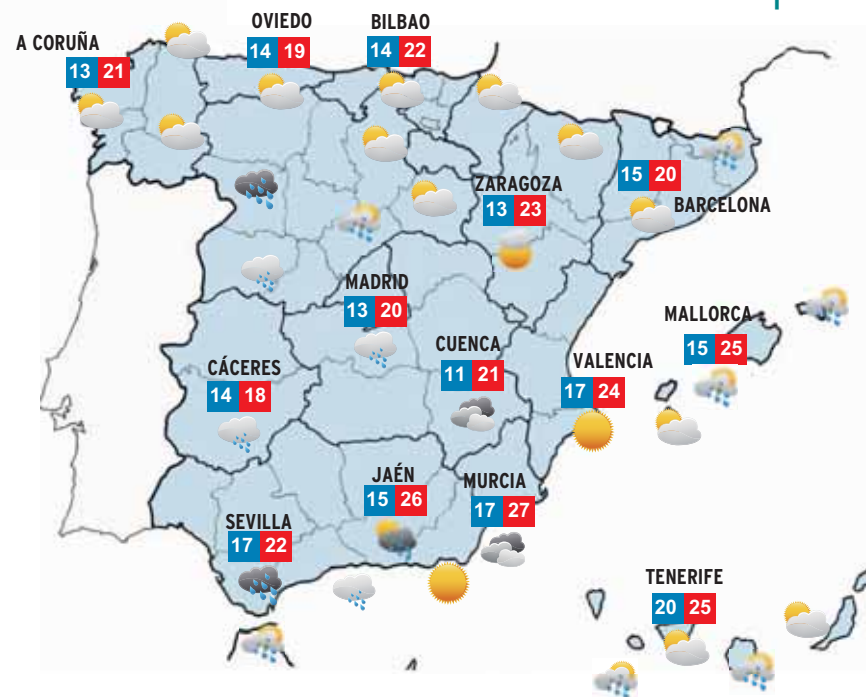 OVIEDO
14 19
BILBAO
14 22
A CORUÑA
13 21
ZARAGOZA
13 23
15 20
BARCELONA
MADRID
13 20
MALLORCA
15 25
CUENCA
11 21
VALENCIA
17 24
CÁCERES
14 18
JAÉN
15 26
MURCIA
17 27
SEVILLA
17 22
TENERIFE
20 25